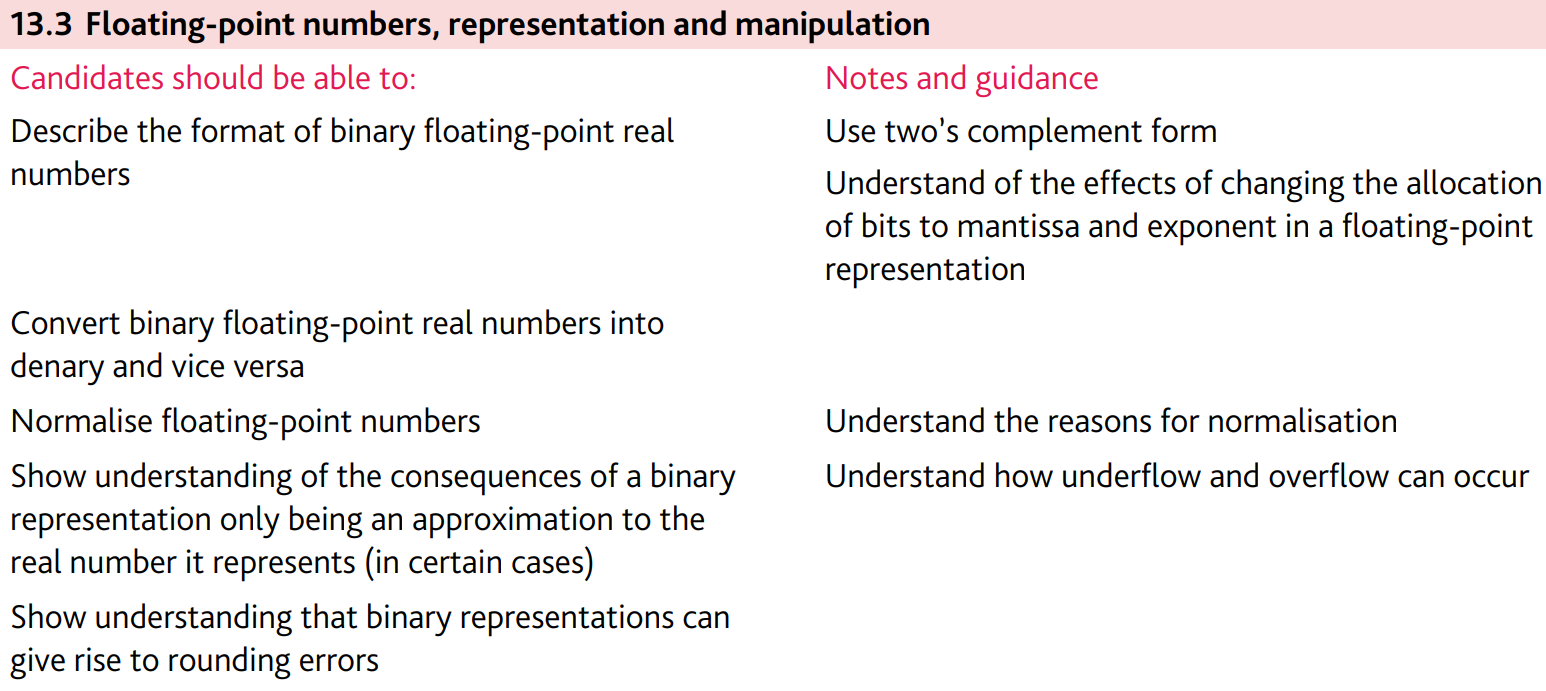 13.3 Floating-point numbers, representation and manipulation
Candidates should be able to:
Notes and guidance
Describe the format of binary floating-point real
numbers
Use two’s complement form
Understand of the effects of changing the allocation
of bits to mantissa and exponent in a floating-point
representation
Convert binary floating-point real numbers into
denary and vice versa
Normalise floating-point numbers
Understand the reasons for normalisation
Show understanding of the consequences of a binary
representation only being an approximation to the
real number it represents (in certain cases)
Understand how underflow and overflow can occur
Show understanding that binary representations can
give rise to rounding errors